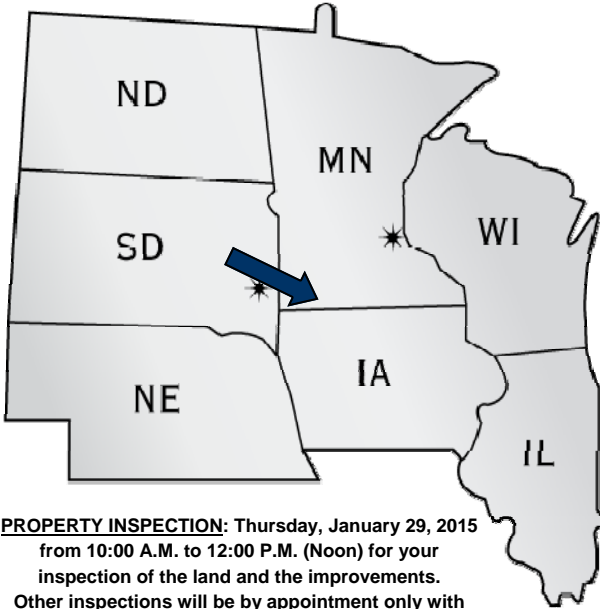 ND
MN
WI
SD
IA
NE
IL
PROPERTY INSPECTION: Thursday, January 29, 2015
from 10:00 A.M. to 12:00 P.M. (Noon) for your
inspection of the land and the improvements.
Other inspections will be by appointment only with